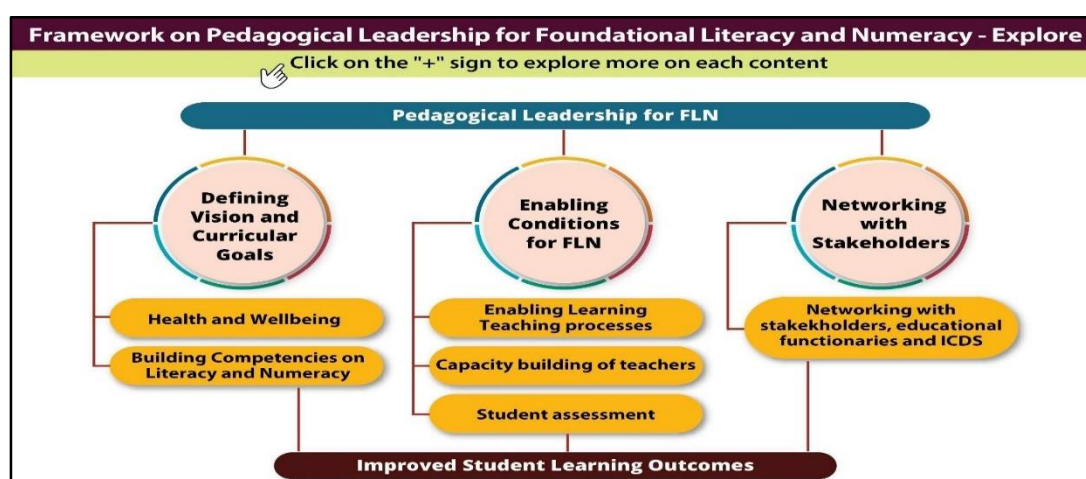 Framework on Pedagogical Leadership for Foundational Literacy and Numeracy - Explore
Click on the "+" sign to explore more on each content
Pedagogical Leadership for FLN
Defining
Vision and
Curricular
Goals
Health and Wellbeing
Building Competencies on
Literacy and Numeracy
Enabling
Conditions
for FLN
Enabling Learning
Teaching processes
Capacity building of teachers
Student assessment
Networking
with
Stakeholders
Networking with
stakekholders, educational
functionaries and ICDS
Improved Student Learning Outcomes